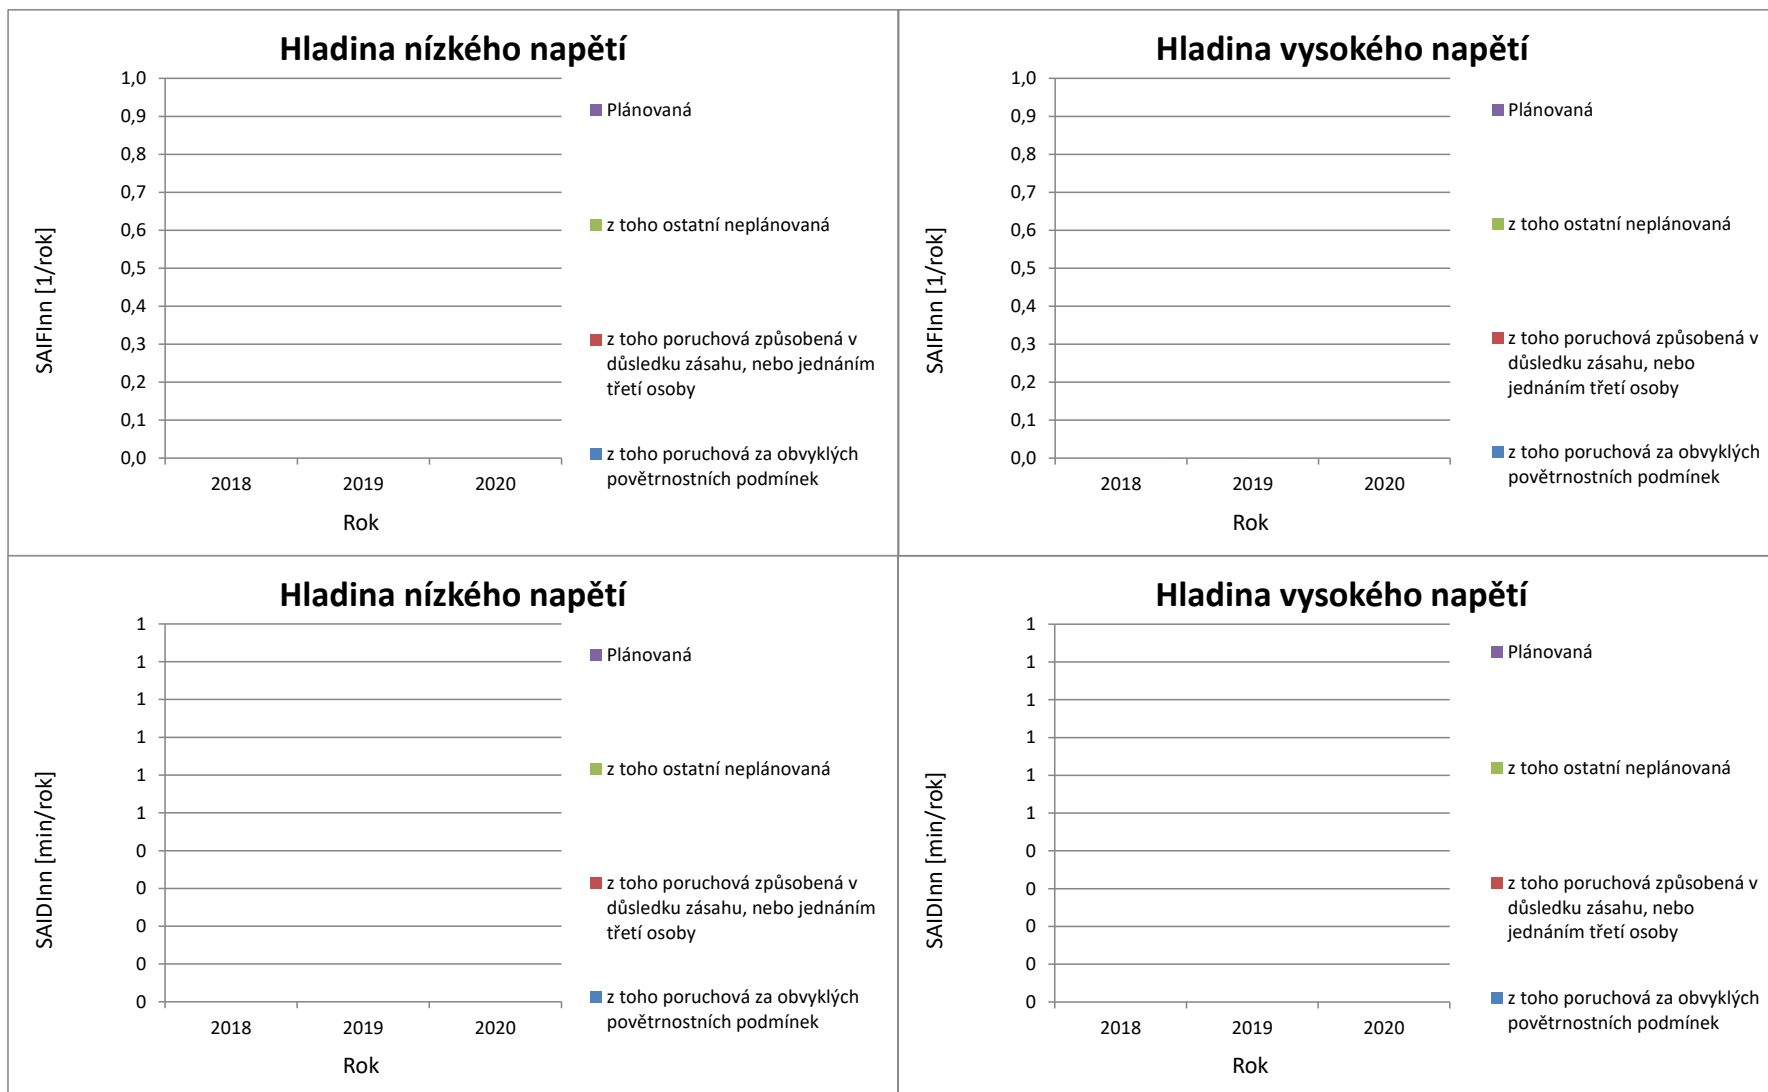 Hladina nízkého napětí
1,0
0,9
0,8
0,7
0,6
0,5
0,4
0,3
0,2
0,1
0,0
SAIFInn [1/rok]
2018 2019 2020
Rok
Plánovaná
z toho ostatní neplánovaná
z toho poruchová způsobená v
důsledku zásahu, nebo jednáním
třetí osoby
z toho poruchová za obvyklých
povětrnostních podmínek
Hladina vysokého napětí
1,0
0,9
0,8
0,7
0,6
0,5
0,4
0,3
0,2
0,1
0,0
SAIFInn [1/rok]
2018 2019 2020
Rok
Plánovaná
z toho ostatní neplánovaná
z toho poruchová způsobená v
důsledku zásahu, nebo
jednáním třetí osoby
z toho poruchová za obvyklých
povětrnostních podmínek
Hladina nízkého napětí
1
1
1
1
1
1
0
0
0
0
0
SAIDInn [min/rok]
2018 2019 2020
Rok
Plánovaná
z toho ostatní neplánovaná
z toho poruchová způsobená v
důsledku zásahu, nebo jednáním
třetí osoby
z toho poruchová za obvyklých
povětrnostních podmínek
Hladina vysokého napětí
1
1
1
1
1
1
0
0
0
0
0
SAIDInn [min/rok]
2018 2019 2020
Rok
Plánovaná
z toho ostatní neplánovaná
z toho poruchová způsobená v
důsledku zásahu, nebo
jednáním třetí osoby
z toho poruchová za obvyklých
povětrnostních podmínek